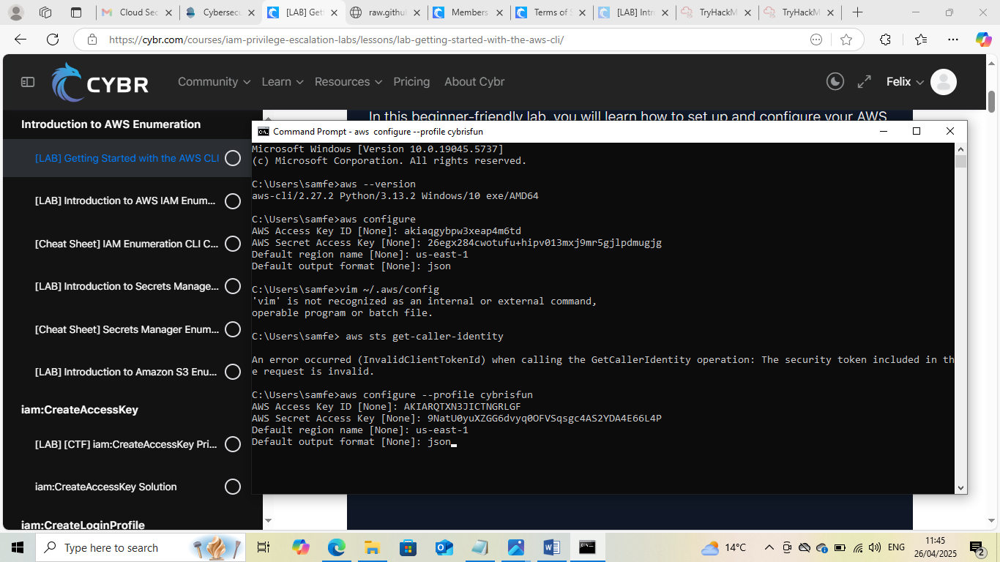 Cloud Sec
Cybersecu
[LAB] Gett
raw.githu
Members
Terms of S
[LAB] Intro
TryHackM
TryHackM
https://cybr.com/courses/iam-privilege-escalation-labs/lessons/lab-getting-started-with-the-aws-cli/
CYBR
Community
Learn
Resources
Pricing
About Cybr
Felix
Introduction to AWS Enumeration
[LAB] Getting Started with the AWS CLI
[LAB] Introduction to AWS IAM Enum...
[Cheat Sheet] IAM Enumeration CLI C...
[LAB] Introduction to Secrets Manage...
[Cheat Sheet] Secrets Manager Enum...
[LAB] Introduction to Amazon S3 Enu...
iam:CreateAccessKey
[LAB] [CTF] iam:CreateAccessKey Pri...
iam:CreateAccessKey Solution
iam:CreateLoginProfile
In this beginner-friendly lab, you will learn how to set up and configure your AWS
Command Prompt - aws  configure --profile cybrisfun
Microsoft Windows [Version 10.0.19045.5737]
(c) Microsoft Corporation. All rights reserved.
C:\Users\samfe>aws --version
aws-cli/2.27.2 Python/3.13.2 Windows/10 exe/AMD64
C:\Users\samfe>aws configure
AWS Access Key ID [None]: akiaqgybpw3xeap4m6td
AWS Secret Access Key [None]: 26egx284cwotufu+hipv013mxj9mr5gjlpdmugjg
Default region name [None]: us-east-1
Default output format [None]: json
C:\Users\samfe>vim ~/.aws/config
'vim' is not recognized as an internal or external command,
operable program or batch file.
C:\Users\samfe> aws sts get-caller-identity
An error occurred (InvalidClientTokenId) when calling the GetCallerIdentity operation: The security token included in th
e request is invalid.
C:\Users\samfe>aws configure --profile cybrisfun
AWS Access Key ID [None]: AKIARQTXN3JICTNGRLGF
AWS Secret Access Key [None]: 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
Default region name [None]: us-east-1
Default output format [None]: json
Type here to search
14°C
ENG
11:45
26/04/2025
2